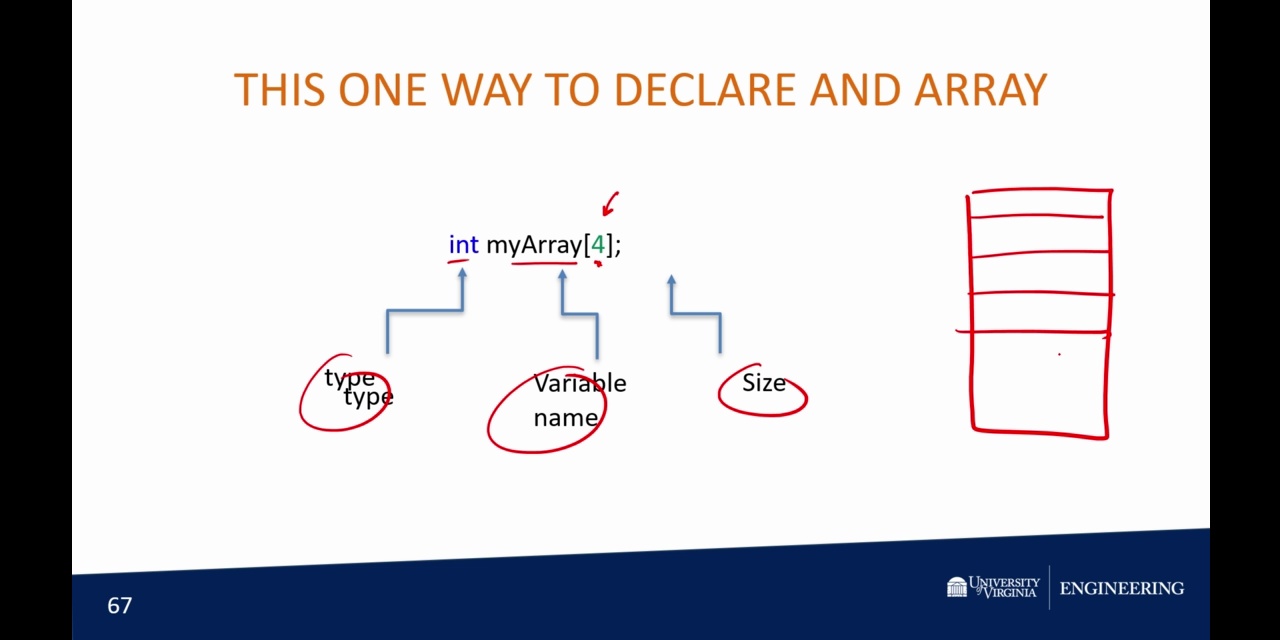 THIS ONE WAY TO DECLARE AND ARRAY
int myArray[4];
type
type
Variable
name
Size
67
UNIVERSITY
of VIRGINIA
ENGINEERING